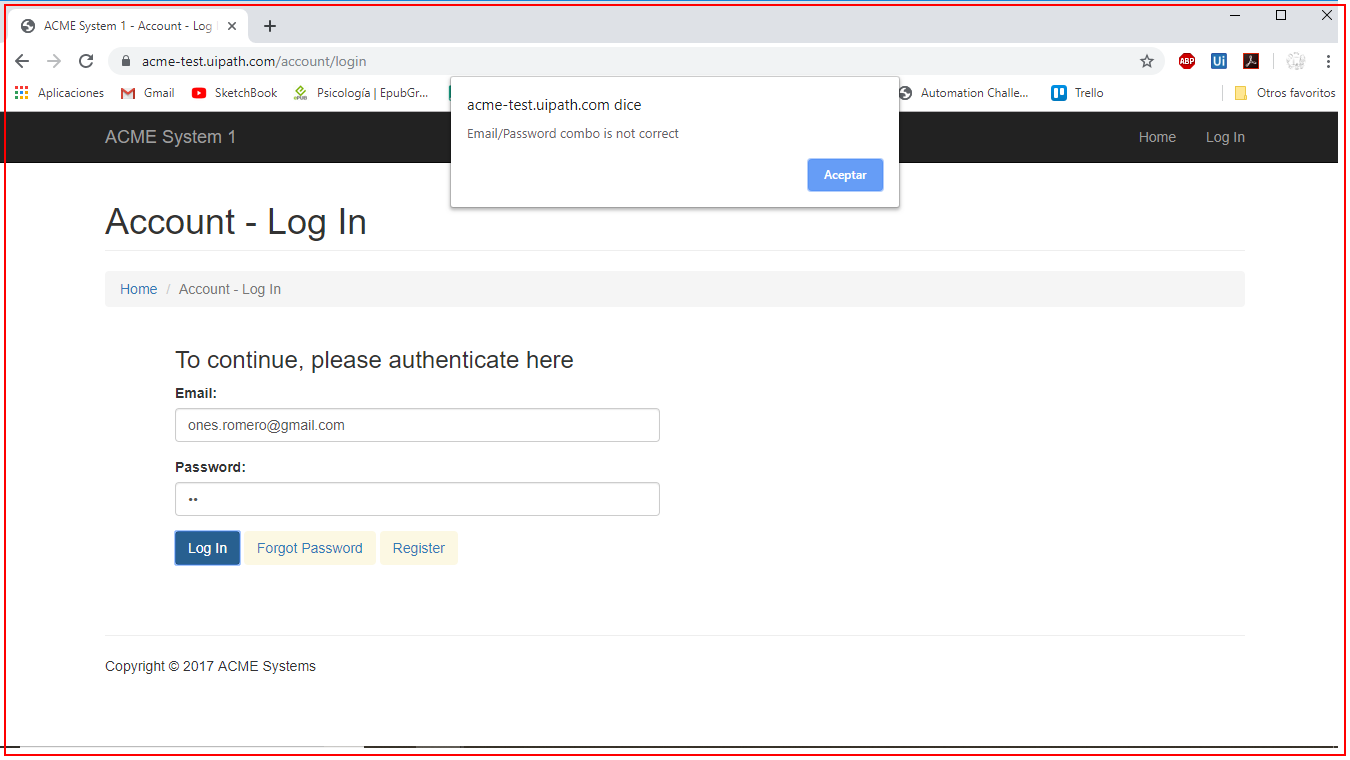 ACME System 1 - Account - Log
acme-test.uipath.com/account/login
ABP
Ui
Aplicaciones
Gmail
SketchBook
Psicología | EpubGr...
Automation Challe...
Trello
Otros favoritos
acme-test.uipath.com dice
Email/Password combo is not correct
Aceptar
ACME System 1
Home
Log In
Account - Log In
Home / Account - Log In
To continue, please authenticate here
Email:
ones.romero@gmail.com
Password:
••
Log In
Forgot Password
Register
Copyright © 2017 ACME Systems